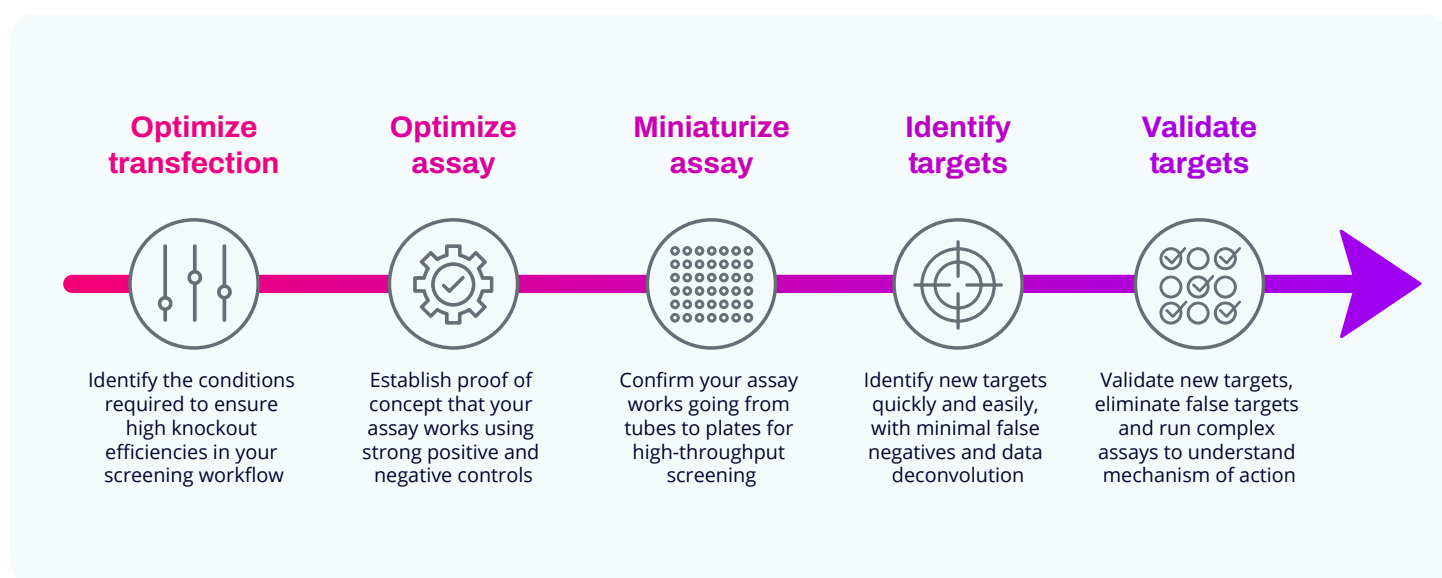 Optimize
transfection
Identify the conditions
required to ensure
high knockout
efficiencies in your
screening workflow
Optimize
assay
Establish proof of
concept that your
assay works using
strong positive and
negative controls
Miniaturize
assay
Confirm your assay
works going from
tubes to plates for
high-throughput
screening
Identify
targets
Identify new targets
quickly and easily,
with minimal false
negatives and data
deconvolution
Validate
targets
Validate new targets,
eliminate false targets
and run complex
assays to understand
mechanism of action